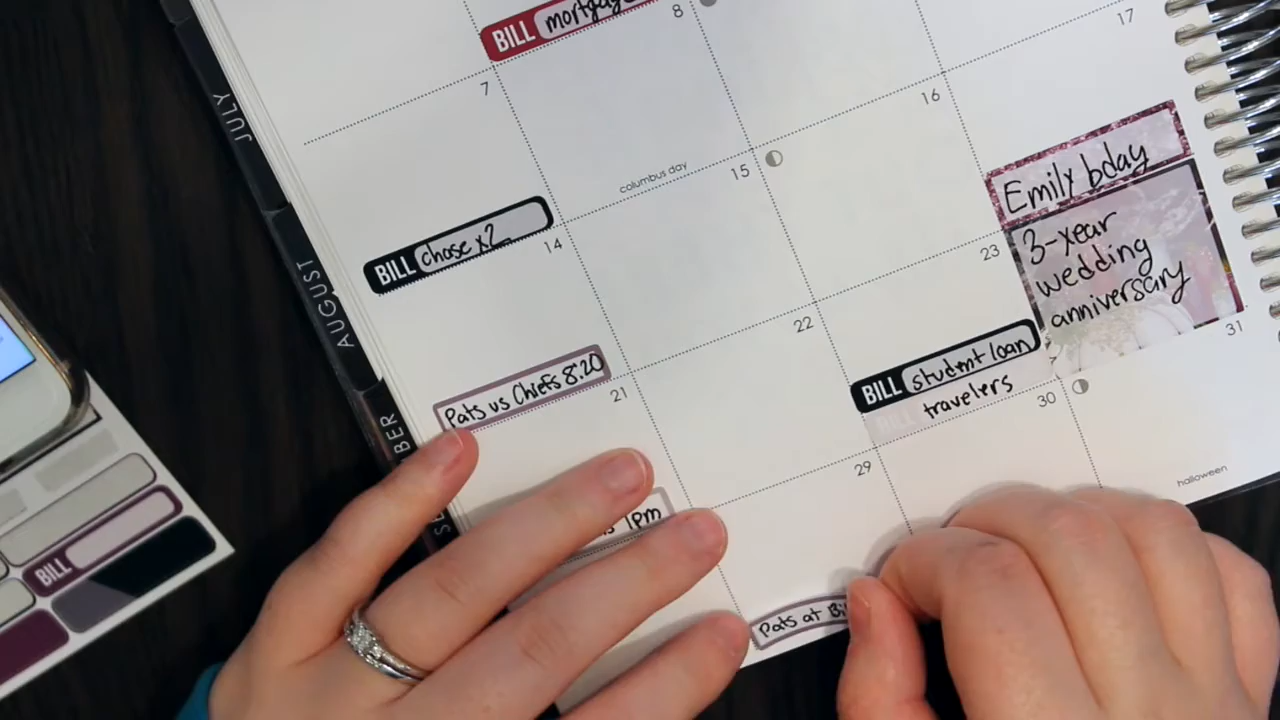 BILL mortgage
8
17
7
16
JULY
columbus day
15
Emily bday
BILL chase x2
14
23
3-year
wedding
anniversary
AUGUST
22
31
BILL student loan
travelers
Pats vs Chiefs 8:20
21
30
29
halloween
1pm
BILL
Pats at